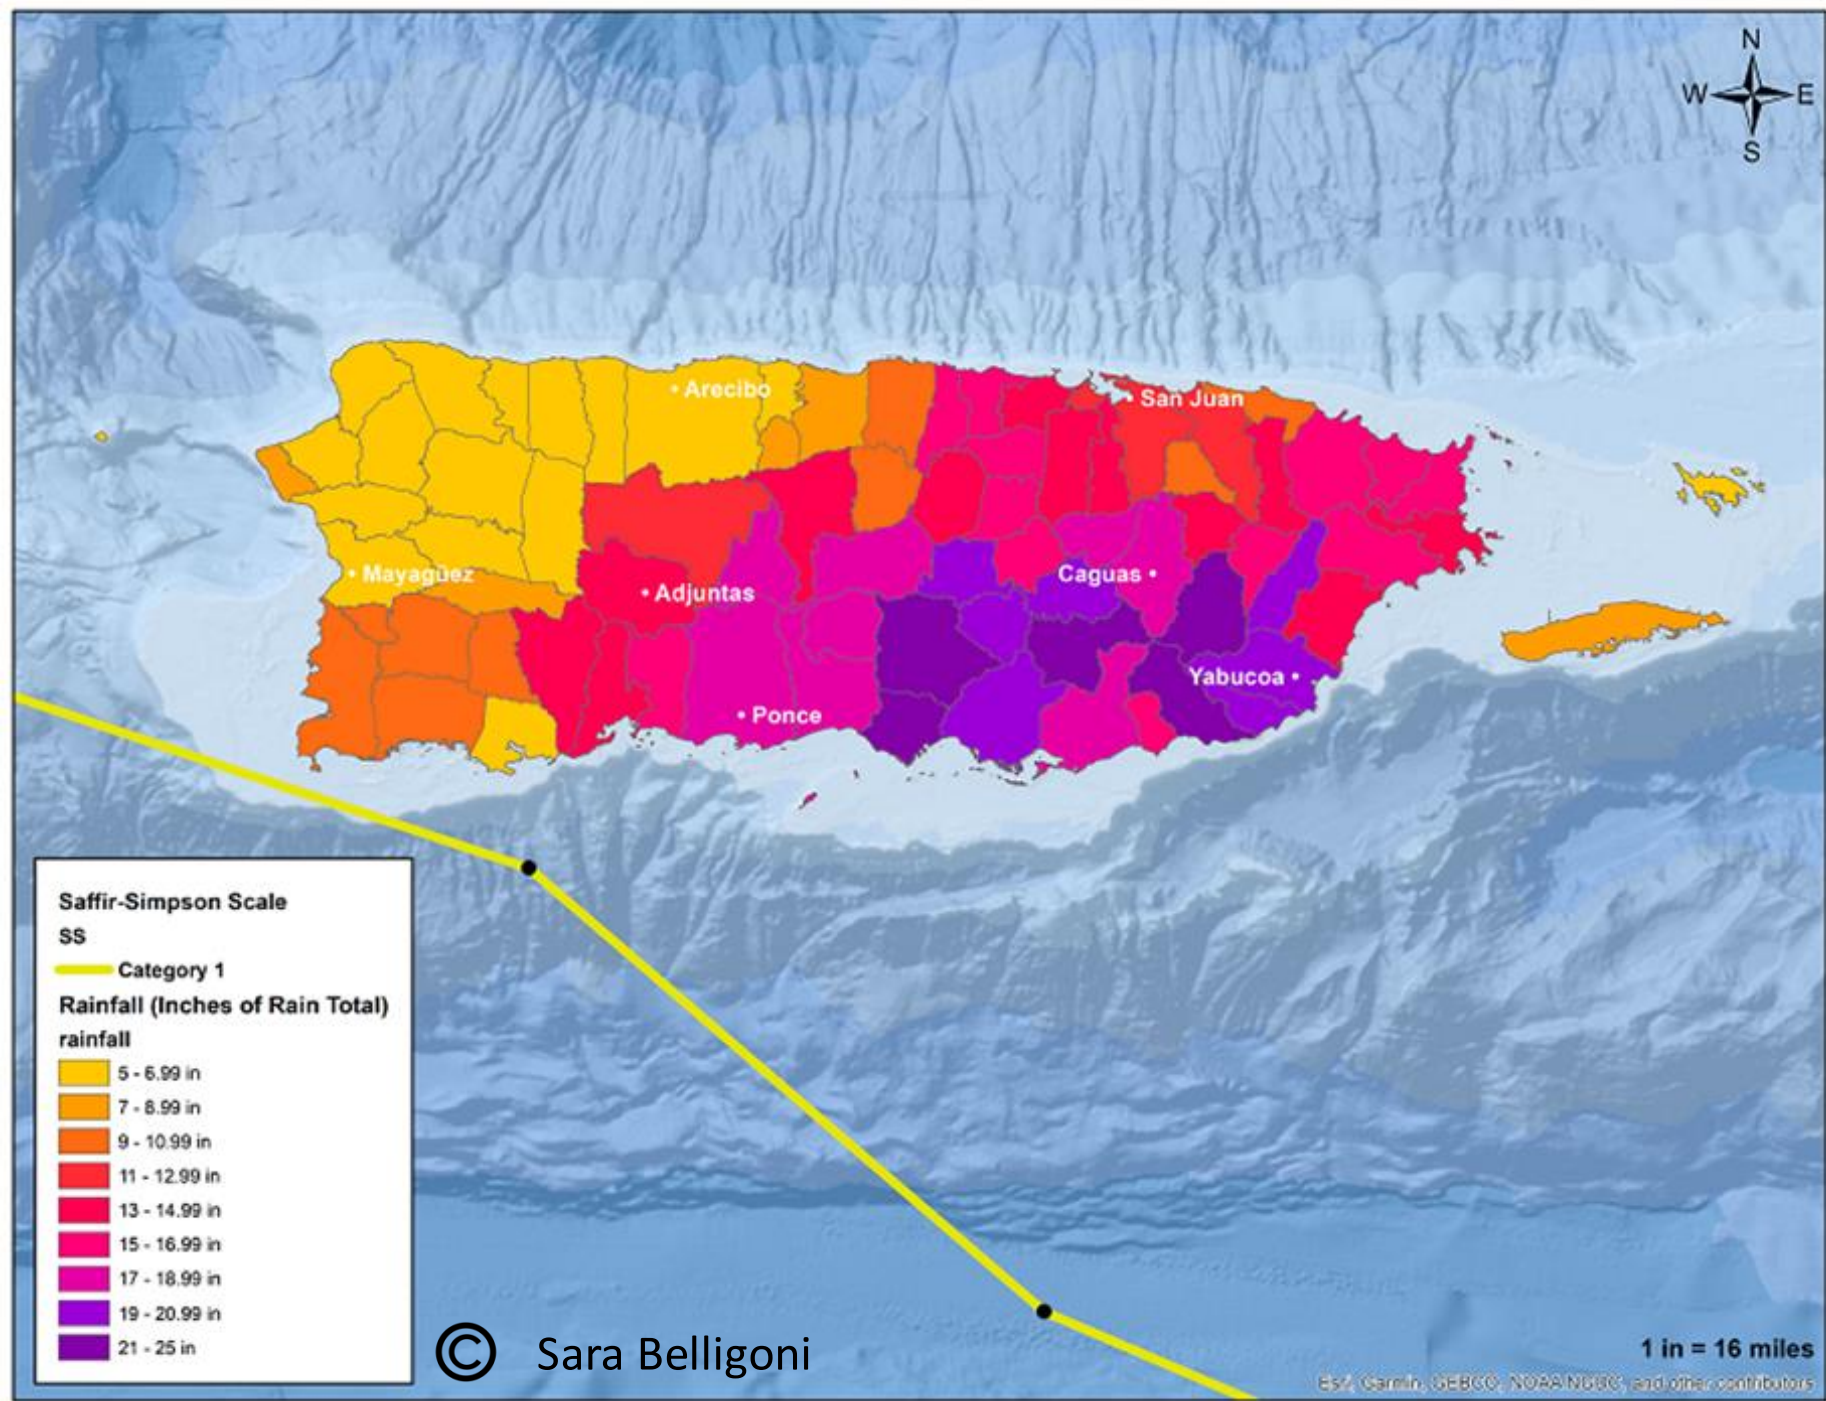 N
W E
S
Arecibo
San Juan
Mayagüez
Adjuntas
Caguas
Yabucoa
Ponce
Saffir-Simpson Scale
SS
Category 1
Rainfall (Inches of Rain Total)
rainfall
5 - 6.99 in
7 - 8.99 in
9 - 10.99 in
11 - 12.99 in
13 - 14.99 in
15 - 16.99 in
17 - 18.99 in
19 - 20.99 in
21 - 25 in
© Sara Belligoni
1 in = 16 miles
Esri, Garmin, GEBCO, NOAA NGDC, and other contributors